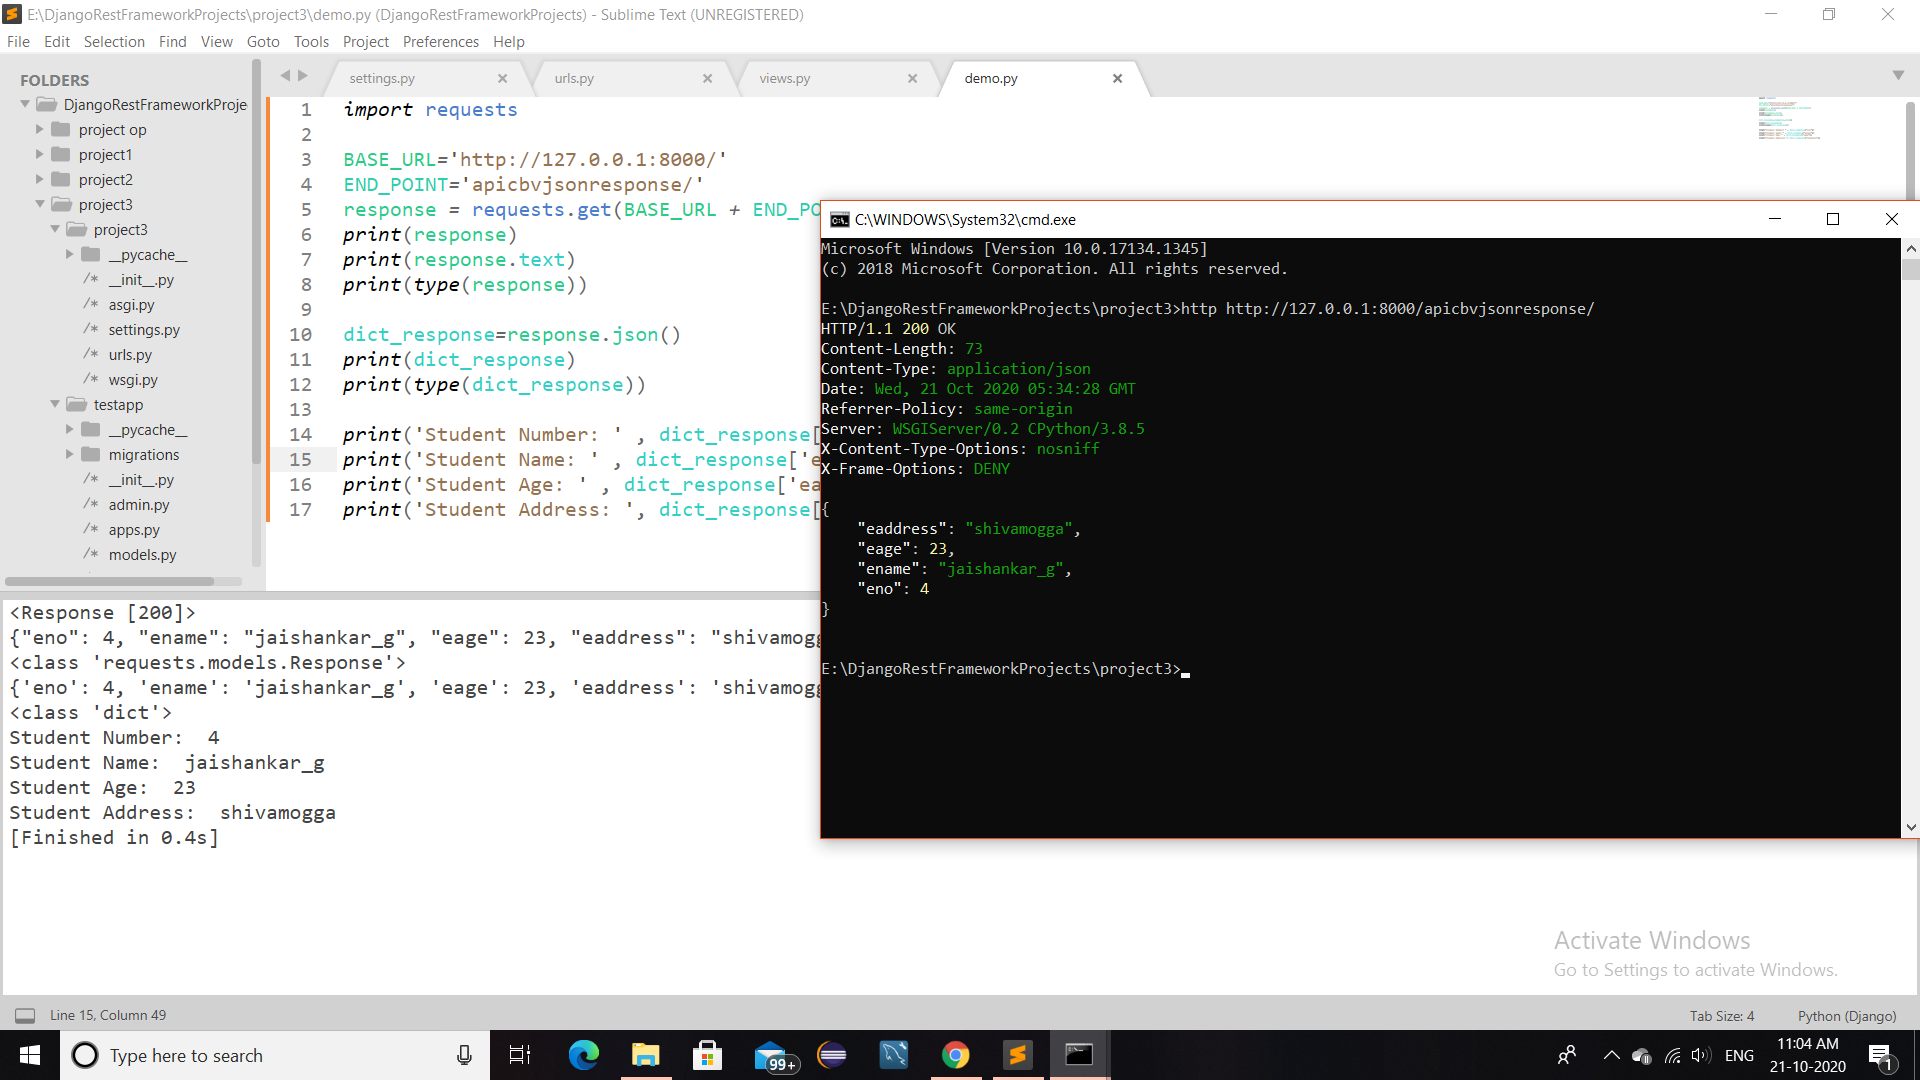 E:\DjangoRestFrameworkProjects\project3\demo.py (DjangoRestFrameworkProjects) - Sublime Text (UNREGISTERED)
File Edit Selection Find View Goto Tools Project Preferences Help
FOLDERS
DjangoRestFrameworkProje
project op
project1
project2
project3
project3
__pycache__
/* __init__.py
/* asgi.py
/* settings.py
/* urls.py
/* wsgi.py
testapp
__pycache__
migrations
/* __init__.py
/* admin.py
/* apps.py
/* models.py
settings.py urls.py views.py demo.py
1 import requests
2
3 BASE_URL='http://127.0.0.1:8000/'
4 END_POINT='apicbvjsonresponse/'
5 response = requests.get(BASE_URL + END_PO
6 print(response)
7 print(response.text)
8 print(type(response))
9
10 dict_response=response.json()
11 print(dict_response)
12 print(type(dict_response))
13
14 print('Student Number: ' , dict_response[
15 print('Student Name: ' , dict_response['e
16 print('Student Age: ' , dict_response['ea
17 print('Student Address: ', dict_response[
C:\WINDOWS\System32\cmd.exe
Microsoft Windows [Version 10.0.17134.1345]
(c) 2018 Microsoft Corporation. All rights reserved.
E:\DjangoRestFrameworkProjects\project3>http http://127.0.0.1:8000/apicbvjsonresponse/
HTTP/1.1 200 OK
Content-Length: 73
Content-Type: application/json
Date: Wed, 21 Oct 2020 05:34:28 GMT
Referrer-Policy: same-origin
Server: WSGIServer/0.2 CPython/3.8.5
X-Content-Type-Options: nosniff
X-Frame-Options: DENY
{
"eaddress": "shivamogga",
"eage": 23,
"ename": "jaishankar_g",
"eno": 4
}
E:\DjangoRestFrameworkProjects\project3>
<Response [200]>
{"eno": 4, "ename": "jaishankar_g", "eage": 23, "eaddress": "shivamogg
<class 'requests.models.Response'>
{'eno': 4, 'ename': 'jaishankar_g', 'eage': 23, 'eaddress': 'shivamogg
<class 'dict'>
Student Number:  4
Student Name:  jaishankar_g
Student Age:  23
Student Address:  shivamogga
[Finished in 0.4s]
Activate Windows
Go to Settings to activate Windows.
Line 15, Column 49
Tab Size: 4 Python (Django)
Type here to search
99+
ENG
11:04 AM
21-10-2020
1